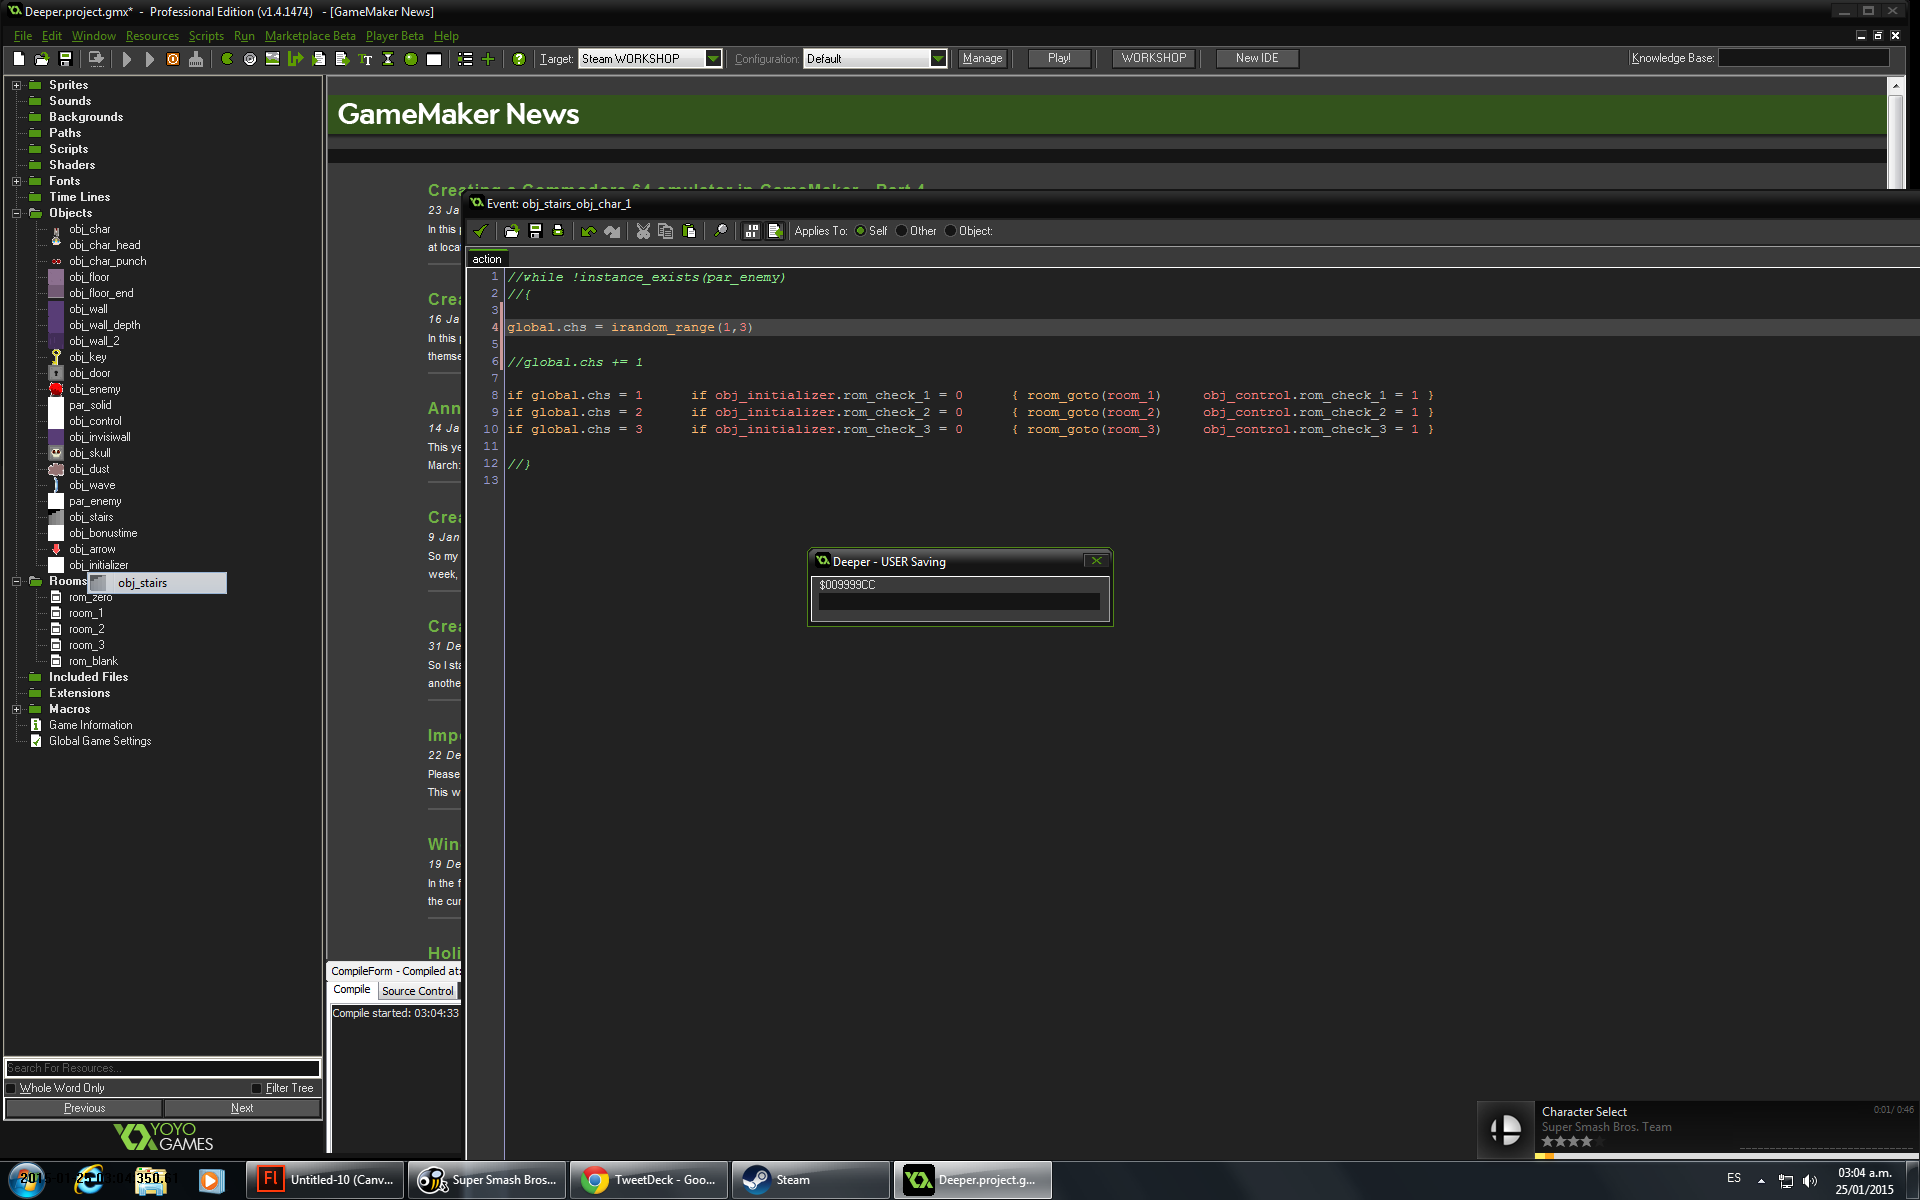 Deeper.project.gmx* - Professional Edition (v1.4.1474) - [GameMaker News]
File Edit Window Resources Scripts Run Marketplace Beta Player Beta Help
Target: Steam WORKSHOP Configuration: Default Manage Play! WORKSHOP New IDE Knowledge Base:
Sprites
Sounds
Backgrounds
Paths
Scripts
Shaders
Fonts
Time Lines
Objects
obj_char
obj_char_head
obj_char_punch
obj_floor
obj_floor_end
obj_wall
obj_wall_depth
obj_wall_2
obj_key
obj_door
obj_enemy
par_solid
obj_control
obj_invisiwall
obj_skull
obj_dust
obj_wave
par_enemy
obj_stairs
obj_bonustime
obj_arrow
obj_initializer
Rooms
obj_stairs
rom_zero
room_1
room_2
room_3
rom_blank
Included Files
Extensions
Macros
Game Information
Global Game Settings
Search For Resources...
Whole Word Only Filter Tree
Previous Next
YOYO
GAMES
GameMaker News
Creating a Commodore 64 emulator in GameMaker - Part 4
23 Ja
In this p
at locat
Crea
16 Ja
In this p
themse
Ann
14 Ja
This ye
March:
Crea
9 Jan
So my
week,
Crea
31 De
So I sta
anothe
Impo
22 De
Please
This w
Win
19 De
In the f
the cur
Holi
CompileForm - Compiled at:
Compile Source Control
Compile started: 03:04:33
Event: obj_stairs_obj_char_1
Applies To: Self Other Object:
action
1 //while !instance_exists(par_enemy)
2 //{
3
4 global.chs = irandom_range(1,3)
5
6 //global.chs += 1
7
8 if global.chs = 1 if obj_initializer.rom_check_1 = 0 { room_goto(room_1) obj_control.rom_check_1 = 1 }
9 if global.chs = 2 if obj_initializer.rom_check_2 = 0 { room_goto(room_2) obj_control.rom_check_2 = 1 }
10 if global.chs = 3 if obj_initializer.rom_check_3 = 0 { room_goto(room_3) obj_control.rom_check_3 = 1 }
11
12 //}
13
Deeper - USER Saving
$009999CC
Character Select 0:01/ 0:46
Super Smash Bros. Team
Untitled-10 (Canv... Super Smash Bros... TweetDeck - Goo... Steam Deeper.project.g...
ES
03:04 a.m.
25/01/2015